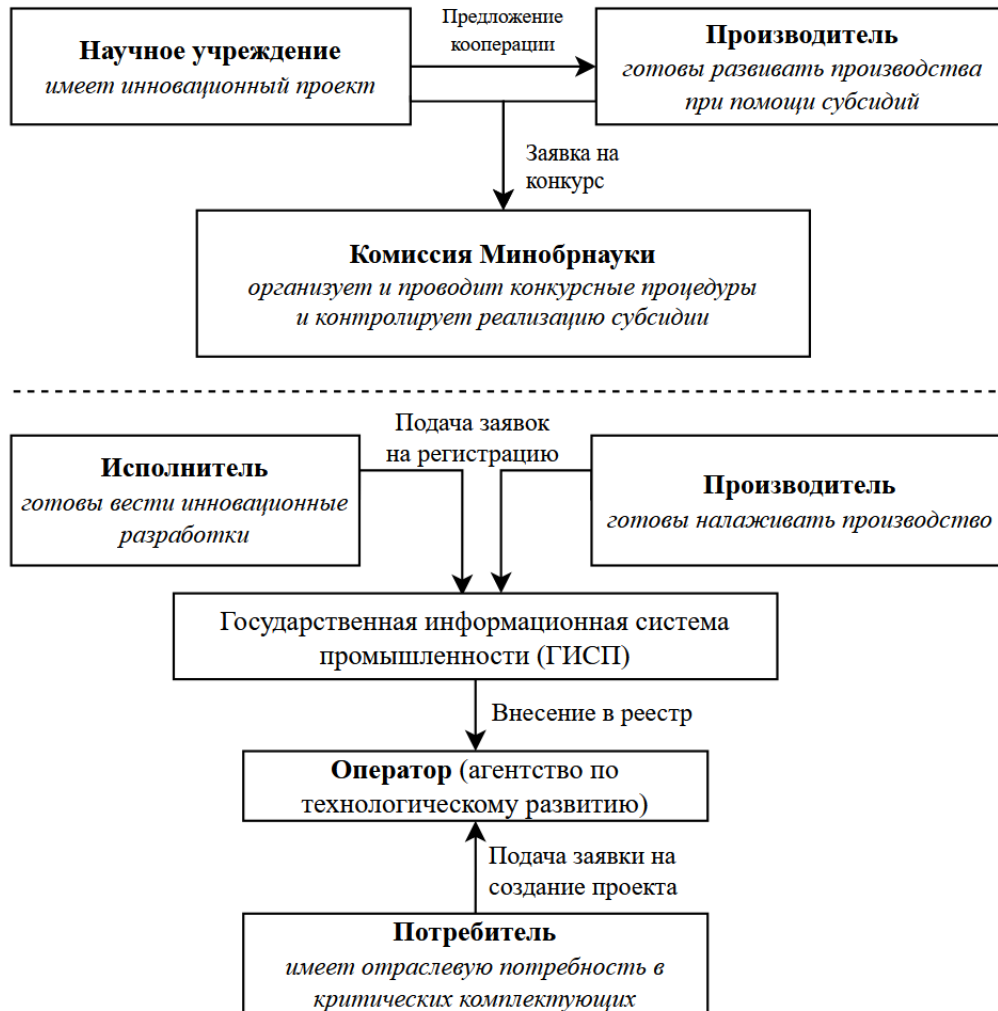 Научное учреждение
имеет инновационный проект
Предложение
кооперации
Производитель
готовы развивать производства
при помощи субсидий
Заявка на
конкурс
Комиссия Минобрнауки
организует и проводит конкурсные процедуры
и контролирует реализацию субсидии
Подача заявок
на регистрацию
Исполнитель
готовы вести инновационные
разработки
Производитель
готовы налаживать производство
Государственная информационная система
промышленности (ГИСП)
Внесение в реестр
Оператор (агентство по
технологическому развитию)
Подача заявки на
создание проекта
Потребитель
имеет отраслевую потребность в
критических комплектующих